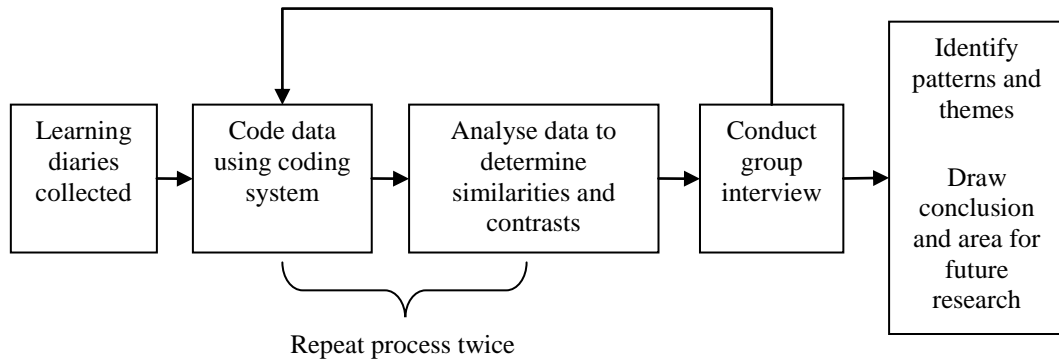 Learning
diaries
collected
Code data
using coding
system
Analyse data to
determine
similarities and
contrasts
Conduct
group
interview
Identify
patterns and
themes
Draw
conclusion
and area for
future
research
Repeat process twice